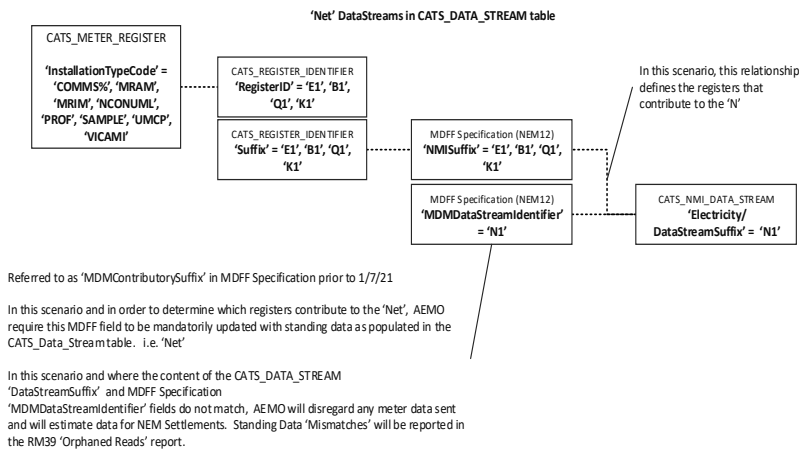 'Net' DataStreams in CATS_DATA_STREAM table
CATS_METER_REGISTER
'InstallationTypeCode' =
'COMMS%', 'MRAM',
'MRIM', 'NCONUML',
'PROF', 'SAMPLE', 'UMCP',
'VICAMI'
CATS_REGISTER_IDENTIFIER
'RegisterID' = 'E1', 'B1',
'Q1', 'K1'
CATS_REGISTER_IDENTIFIER
'Suffix' = 'E1', 'B1', 'Q1',
'K1'
MDFF Specification (NEM12)
'NMISuffix' = 'E1', 'B1', 'Q1',
'K1'
MDFF Specification (NEM12)
'MDMDataStreamIdentifier'
= 'N1'
In this scenario, this relationship
defines the registers that
contribute to the 'N'
CATS_NMI_DATA_STREAM
'Electricity/
DataStreamSuffix' = 'N1'
Referred to as 'MDMContributorySuffix' in MDFF Specification prior to 1/7/21
In this scenario and in order to determine which registers contribute to the 'Net', AEMO
require this MDFF field to be mandatorily updated with standing data as populated in the
CATS_Data_Stream table. i.e. 'Net'
In this scenario and where the content of the CATS_DATA_STREAM
'DataStreamSuffix' and MDFF Specification
'MDMDataStreamIdentifier' fields do not match, AEMO will disregard any meter data sent
and will estimate data for NEM Settlements. Standing Data 'Mismatches' will be reported in
the RM39 'Orphaned Reads' report.